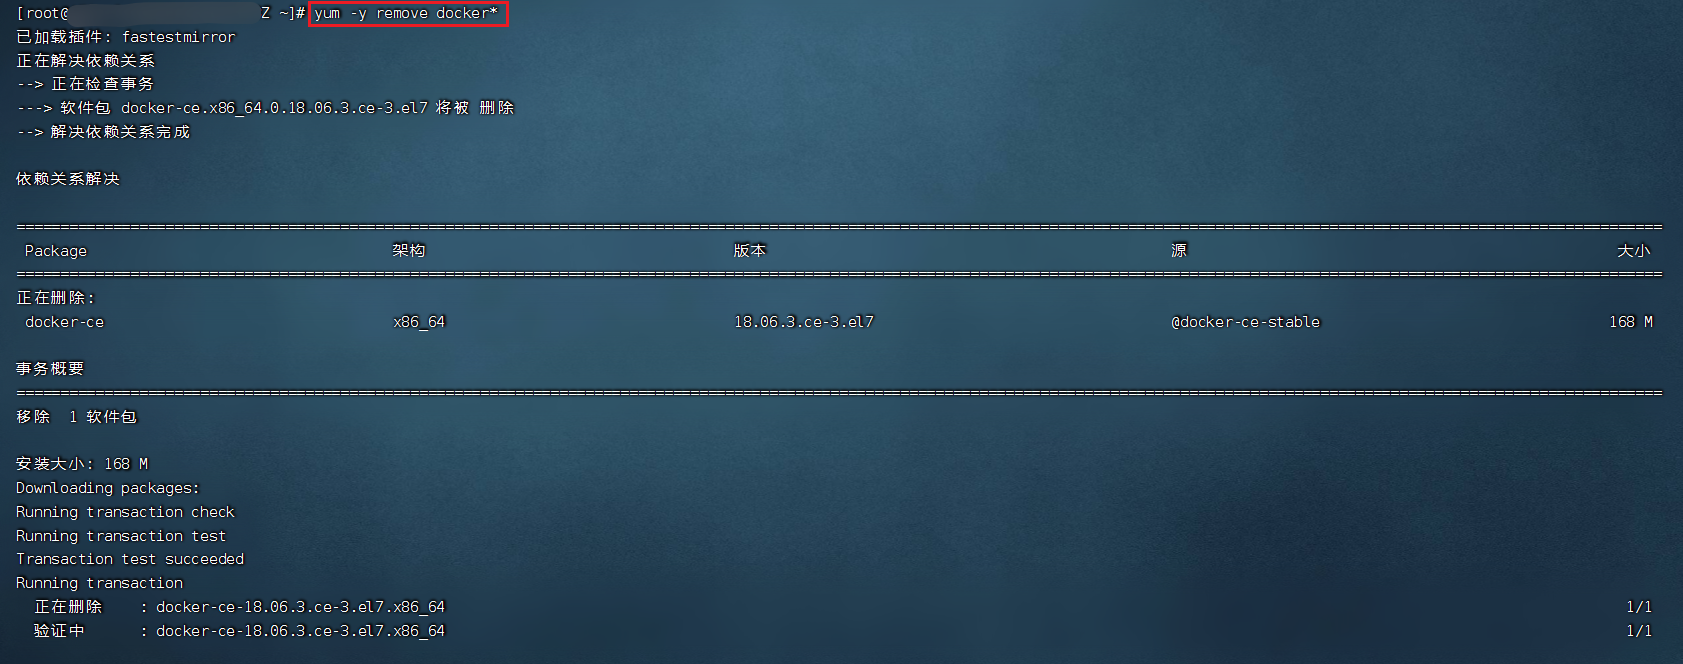 [root@ Z ~]# yum -y remove docker*
已加载插件: fastestmirror
正在解决依赖关系
--> 正在检查事务
---> 软件包 docker-ce.x86_64.0.18.06.3.ce-3.el7 将被 删除
--> 解决依赖关系完成
依赖关系解决
Package 架构 版本 源 大小
正在删除:
docker-ce x86_64 18.06.3.ce-3.el7 @docker-ce-stable 168 M
事务概要
移除 1 软件包
安装大小: 168 M
Downloading packages:
Running transaction check
Running transaction test
Transaction test succeeded
Running transaction
正在删除 : docker-ce-18.06.3.ce-3.el7.x86_64 1/1
验证中 : docker-ce-18.06.3.ce-3.el7.x86_64 1/1